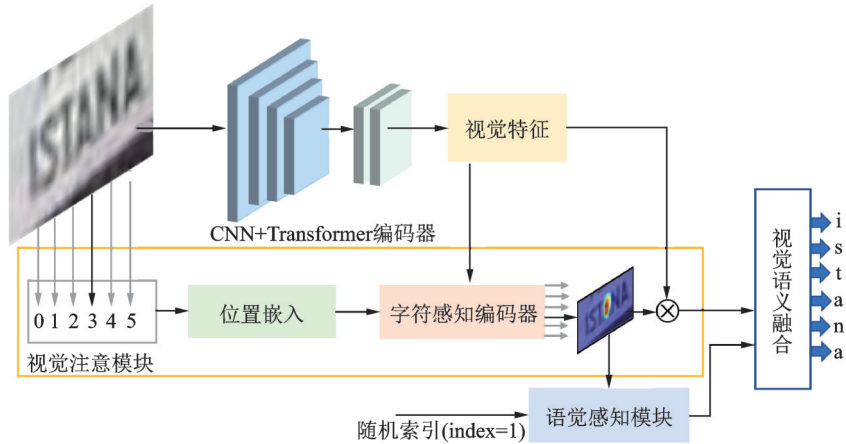 ISTANA
视觉特征
CNN+Transformer编码器
0 1 2 3 4 5
视觉注意模块
位置嵌入
字符感知编码器
随机索引(index=1)
语觉感知模块
视觉语义融合
i
s
t
a
n
a